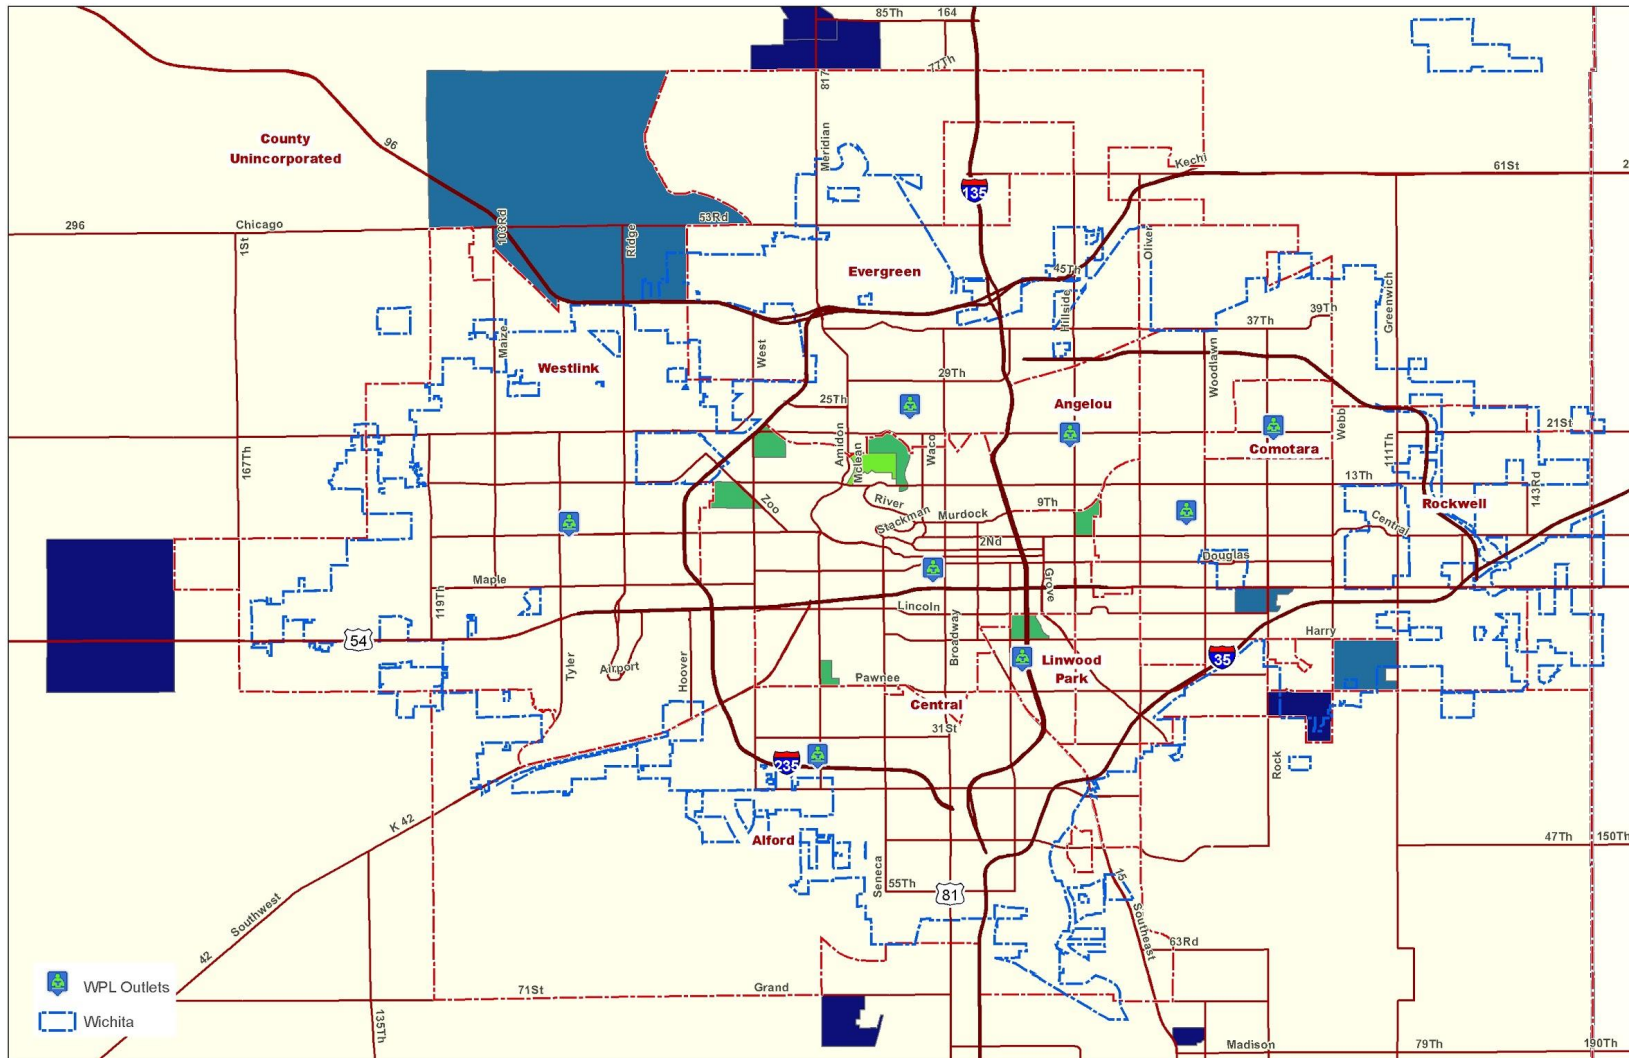 85Th
164
77Th
817
County
Unincorporated
96
Meridian
135
Kechi
61St
2
296
Chicago
1St
103Rd
53Rd
Ridge
Oliver
Evergreen
45Th
Hillside
Greenwich
39Th
37Th
Maize
West
Westlink
29Th
Woodlawn
25Th
Angelou
Webb
21St
Amidon
Mclean
Waco
Comotara
167Th
111Th
13Th
143Rd
Zoo
River
Stackman
Murdock
9Th
Rockwell
Central
2Nd
Douglas
Grove
Maple
119Th
Lincoln
54
Broadway
Harry
35
Airport
Tyler
Hoover
Linwood
Park
Pawnee
Central
31St
235
Rock
K 42
Alford
47Th
150Th
Seneca
55Th
81
15
Southeast
Southwest
42
63Rd
WPL Outlets
71St
Grand
Wichita
135Th
Madison
79Th
190Th